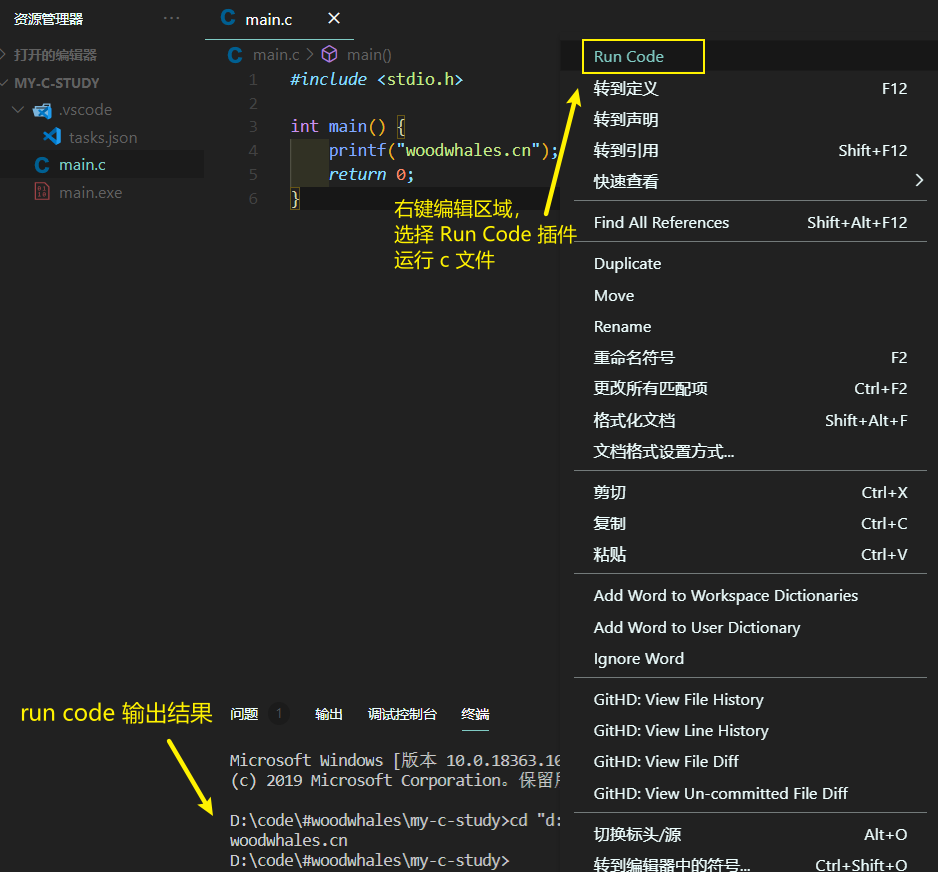 资源管理器 ···
main.c
打开的编辑器
MY-C-STUDY
.vscode
tasks.json
main.c
main.exe
main.c > main()
1 #include <stdio.h>
2
3 int main() {
4 printf("woodwhales.cn");
5 return 0;
6 }
右键编辑区域，
选择 Run Code 插件
运行 c 文件
Run Code
转到定义 F12
转到声明
转到引用 Shift+F12
快速查看
Find All References Shift+Alt+F12
Duplicate
Move
Rename
重命名符号 F2
更改所有匹配项 Ctrl+F2
格式化文档 Shift+Alt+F
文档格式设置方式...
剪切 Ctrl+X
复制 Ctrl+C
粘贴 Ctrl+V
Add Word to Workspace Dictionaries
Add Word to User Dictionary
Ignore Word
GitHD: View File History
GitHD: View Line History
GitHD: View File Diff
GitHD: View Un-committed File Diff
切换标头/源 Alt+O
转到编辑器中的符号... Ctrl+Shift+O
run code 输出结果
问题 1 输出 调试控制台 终端
Microsoft Windows [版本 10.0.18363.10
(c) 2019 Microsoft Corporation。保留
D:\code\#woodwhales\my-c-study>cd "d:
woodwhales.cn
D:\code\#woodwhales\my-c-study>